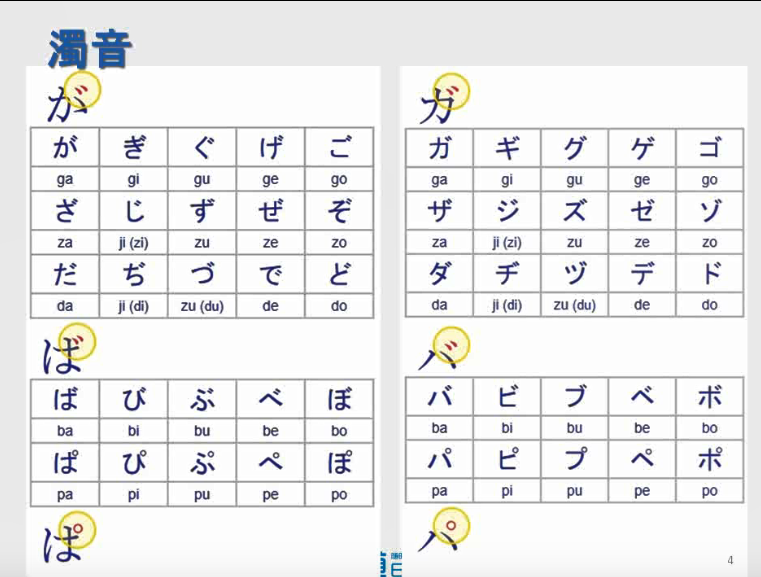 濁音
が
が ぎ ぐ げ ご
ga gi gu ge go
ざ じ ず ぜ ぞ
za ji (zi) zu ze zo
だ ぢ づ で ど
da ji (di) zu (du) de do
ば
ば び ぶ べ ぼ
ba bi bu be bo
ぱ ぴ ぷ ぺ ぽ
pa pi pu pe po
ぱ
ガ
ガ ギ グ ゲ ゴ
ga gi gu ge go
ザ ジ ズ ゼ ゾ
za ji (zi) zu ze zo
ダ ヂ ヅ デ ド
da ji (di) zu (du) de do
バ
バ ビ ブ ベ ボ
ba bi bu be bo
パ ピ プ ペ ポ
pa pi pu pe po
パ
4